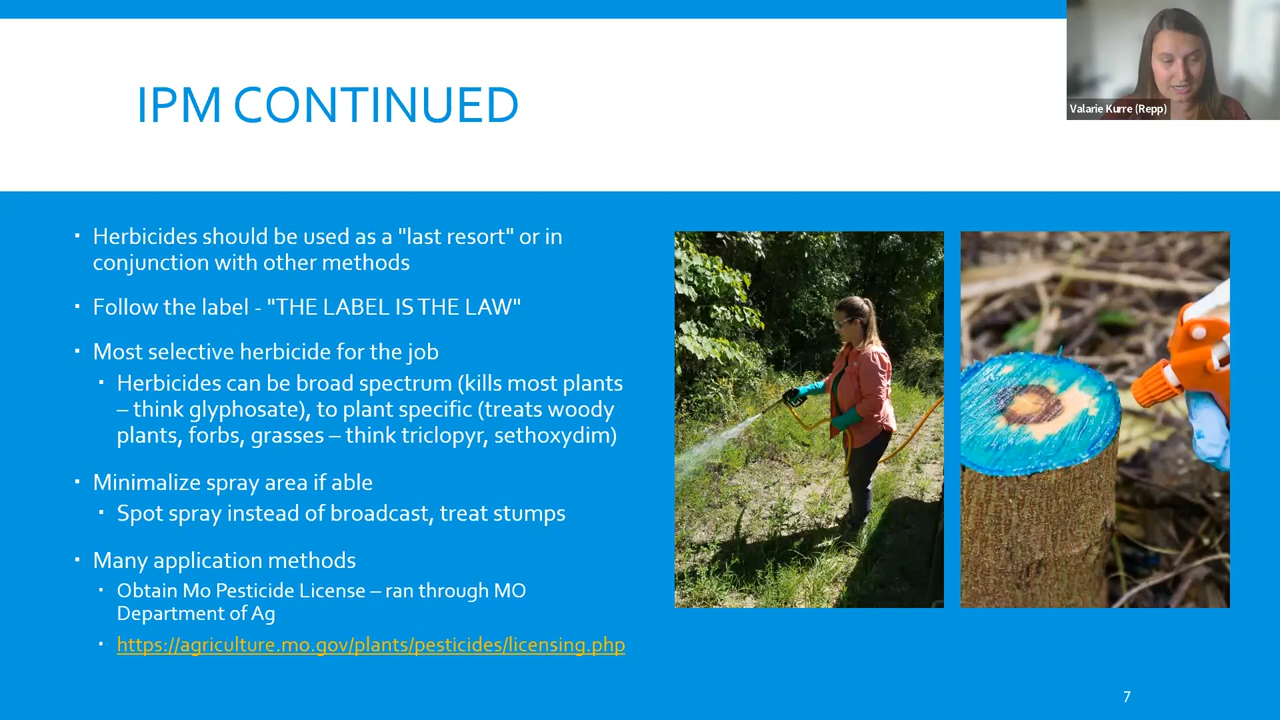 IPM CONTINUED
Valarie Kurre (Repp)
▪ Herbicides should be used as a "last resort" or in
conjunction with other methods
▪ Follow the label - "THE LABEL IS THE LAW"
▪ Most selective herbicide for the job
▪ Herbicides can be broad spectrum (kills most plants
– think glyphosate), to plant specific (treats woody
plants, forbs, grasses – think triclopyr, sethoxydim)
▪ Minimalize spray area if able
▪ Spot spray instead of broadcast, treat stumps
▪ Many application methods
▪ Obtain Mo Pesticide License – ran through MO
Department of Ag
▪ https://agriculture.mo.gov/plants/pesticides/licensing.php
7